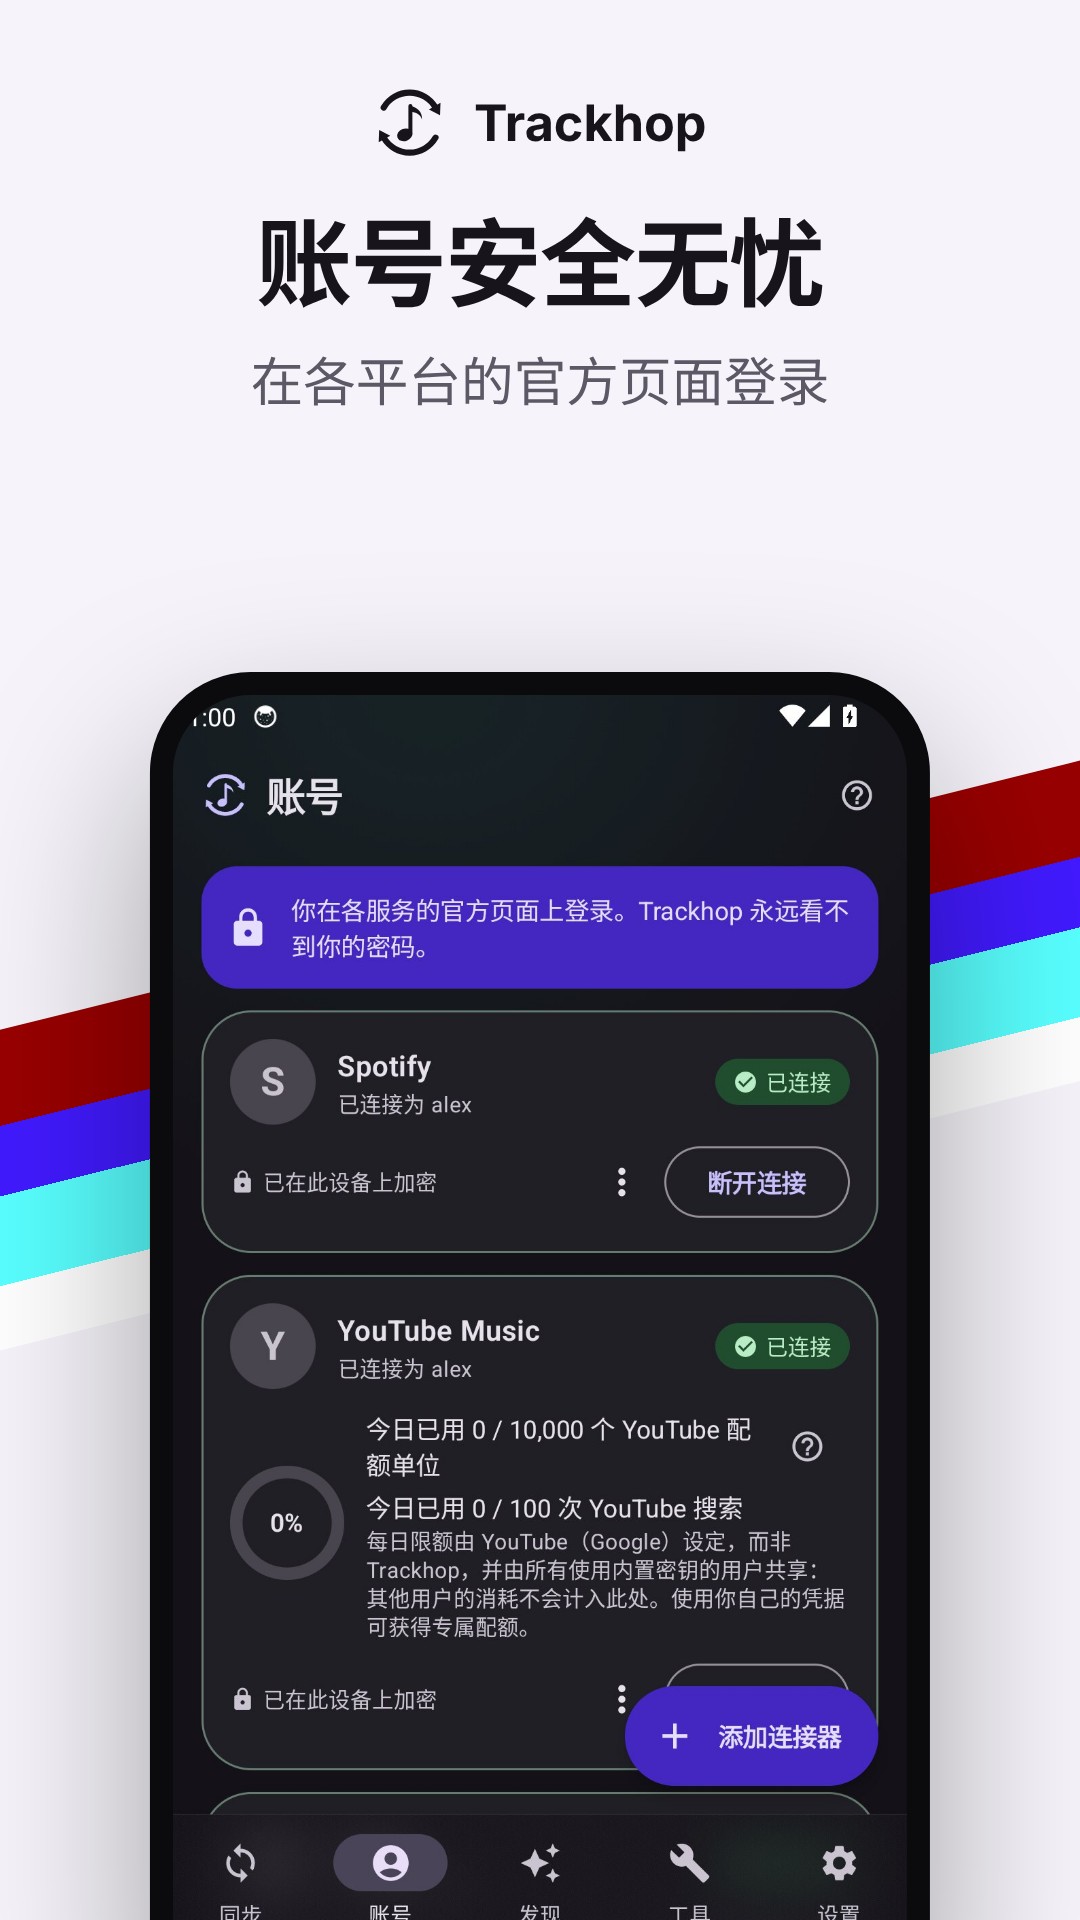 Trackhop
账号安全无忧
在各平台的官方页面登录
1:00
账号
你在各服务的官方页面上登录。Trackhop 永远看不
到你的密码。
S
Spotify
已连接为 alex
已连接
已在此设备上加密
断开连接
Y
YouTube Music
已连接为 alex
已连接
今日已用 0 / 10,000 个 YouTube 配
额单位
0%
今日已用 0 / 100 次 YouTube 搜索
每日限额由 YouTube（Google）设定，而非
Trackhop，并由所有使用内置密钥的用户共享：
其他用户的消耗不会计入此处。使用你自己的凭据
可获得专属配额。
已在此设备上加密
添加连接器
同步
账号
发现
工具
设置